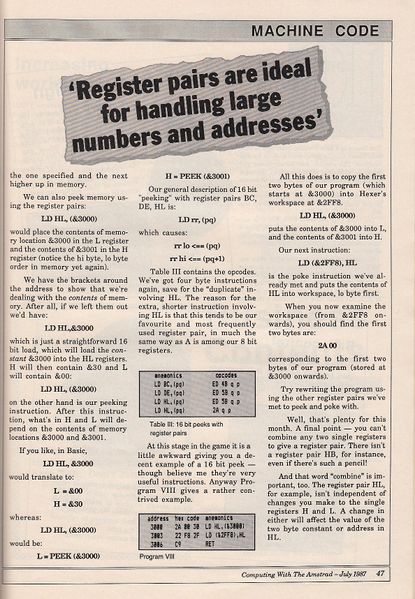 MACHINE CODE
'Register pairs are ideal
for handling large
numbers and addresses'
the one specified and the next
higher up in memory.
We can also peek memory us-
ing the register pairs:
LD HL, (&3000)
would place the contents of memo-
ry location &3000 in the L register
and the contents of &3001 in the H
register (notice the hi byte, lo byte
order in memory yet again).
We have the brackets around
the address to show that we're
dealing with the contents of mem-
ory. After all, if we left them out
we'd have:
LD HL,&3000
which is just a straightforward 16
bit load, which will load the con-
stant &3000 into the HL registers.
H will then contain &30 and L
will contain &00:
LD HL, (&3000)
on the other hand is our peeking
instruction. After this instruc-
tion, what's in H and L will de-
pend on the contents of memory
locations &3000 and &3001.
If you like, in Basic,
LD HL, &3000
would translate to:
L = &00
H = &30
whereas:
LD HL, (&3000)
would be:
L = PEEK (&3000)
H = PEEK (&3001)
Our general description of 16 bit
"peeking" with register pairs BC,
DE, HL is:
LD rr, (pq)
which causes:
rr lo <== (pq)
rr hi <== (pq+1)
Table III contains the opcodes.
We've got four byte instructions
again, save for the "duplicate" in-
volving HL. The reason for the
extra, shorter instruction involv-
ing HL is that this tends to be our
favourite and most frequently
used register pair, in much the
same way as A is among our 8 bit
registers.
mnemonics opcodes
LD BC,(pq) ED 4B q p
LD DE,(pq) ED 5B q p
LD HL,(pq) ED 6B q p
LD HL,(pq) 2A q p
Table III: 16 bit peeks with
register pairs
At this stage in the game it is a
little awkward giving you a de-
cent example of a 16 bit peek —
though believe me they're very
useful instructions. Anyway Pro-
gram VIII gives a rather con-
trived example.
address hex code mnemonics
3000 2A 00 30 LD HL,(&3000)
3003 22 F8 2F LD (&2FF8),HL
3006 C9 RET
Program VIII
All this does is to copy the first
two bytes of our program (which
starts at &3000) into Hexer's
workspace at &2FF8.
LD HL, (&3000)
puts the contents of &3000 into L,
and the contents of &3001 into H.
Our next instruction:
LD (&2FF8), HL
is the poke instruction we've al-
ready met and puts the contents of
HL into workspace, lo byte first.
When you now examine the
workspace (from &2FF8 on-
wards), you should find the first
two bytes are:
2A 00
corresponding to the first two
bytes of our program (stored at
&3000 onwards).
Try rewriting the program us-
ing the other register pairs we've
met to peek and poke with.
Well, that's plenty for this
month. A final point — you can't
combine any two single registers
to give a register pair. There isn't
a register pair HB, for instance,
even if there's such a pencil!
And that word "combine" is im-
portant, too. The register pair HL,
for example, isn't independent of
changes you make to the single
registers H and L. A change in
either will affect the value of the
two byte constant or address in
HL.
Computing With The Amstrad – July 1987 47